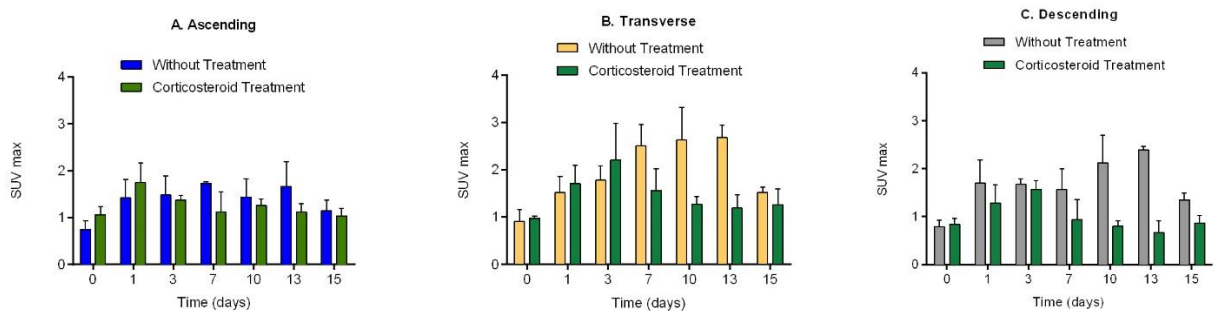 A. Ascending
Without Treatment
Corticosteroid Treatment
4
3
2
1
0
SUV max
0 1 3 7 10 13 15
Time (days)
B. Transverse
Without Treatment
Corticosteroid Treatment
4
3
2
1
0
SUV max
0 1 3 7 10 13 15
Time (days)
C. Descending
Without Treatment
Corticosteroid Treatment
4
3
2
1
0
SUV max
0 1 3 7 10 13 15
Time (days)